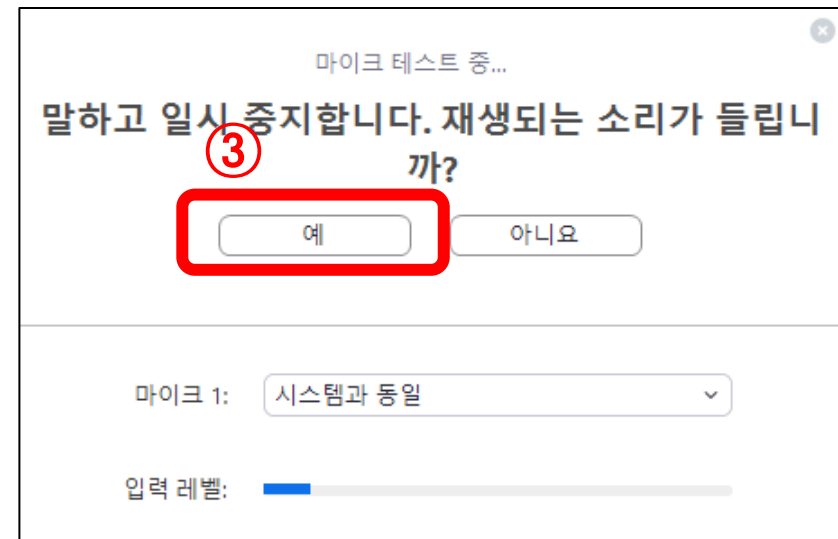 마이크 테스트 중...
말하고 일시 중지합니다. 재생되는 소리가 들립니
까?
③
예 아니요
마이크 1: 시스템과 동일
입력 레벨: